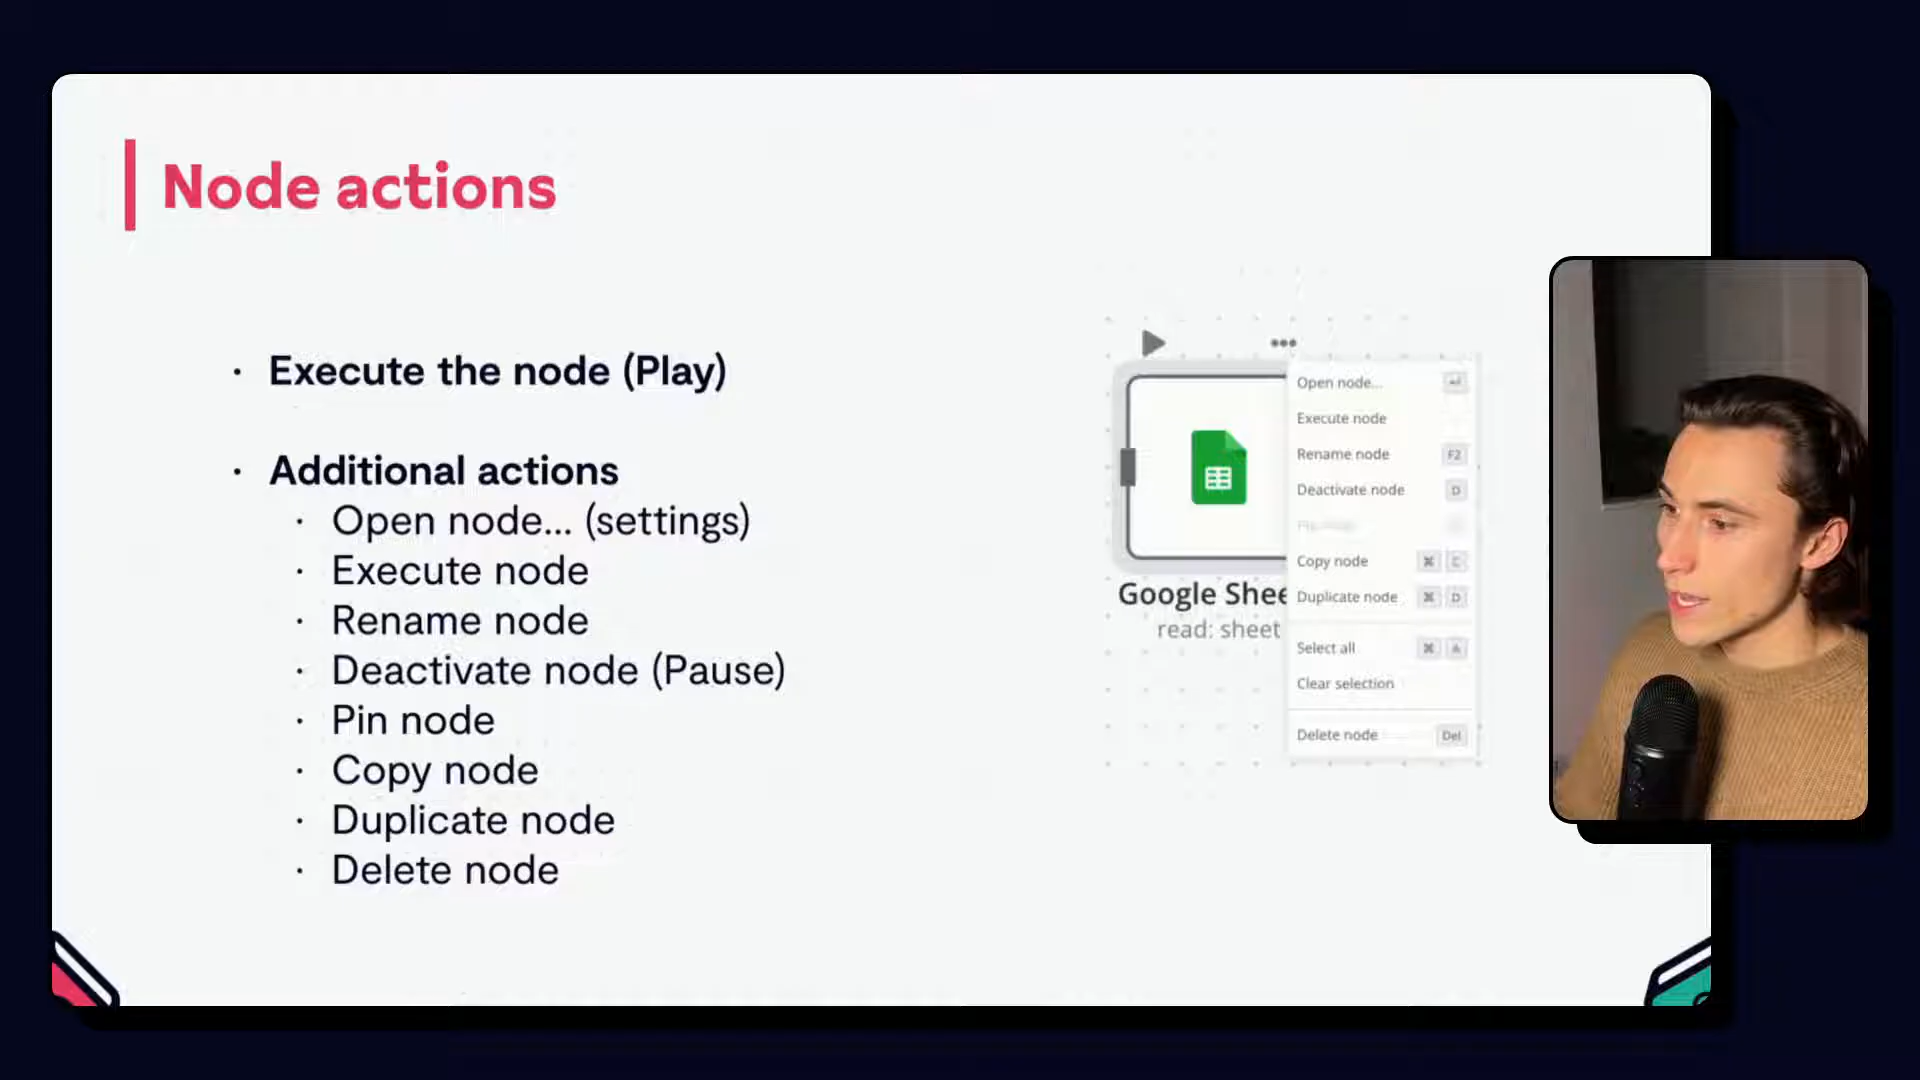 Node actions
· Execute the node (Play)
· Additional actions
· Open node... (settings)
· Execute node
· Rename node
· Deactivate node (Pause)
· Pin node
· Copy node
· Duplicate node
· Delete node
Open node...
Execute node
Rename node F2
Deactivate node D
Copy node ⌘ C
Duplicate node ⌘ D
Select all ⌘ A
Clear selection
Delete node Del
Google Shee
read: sheet